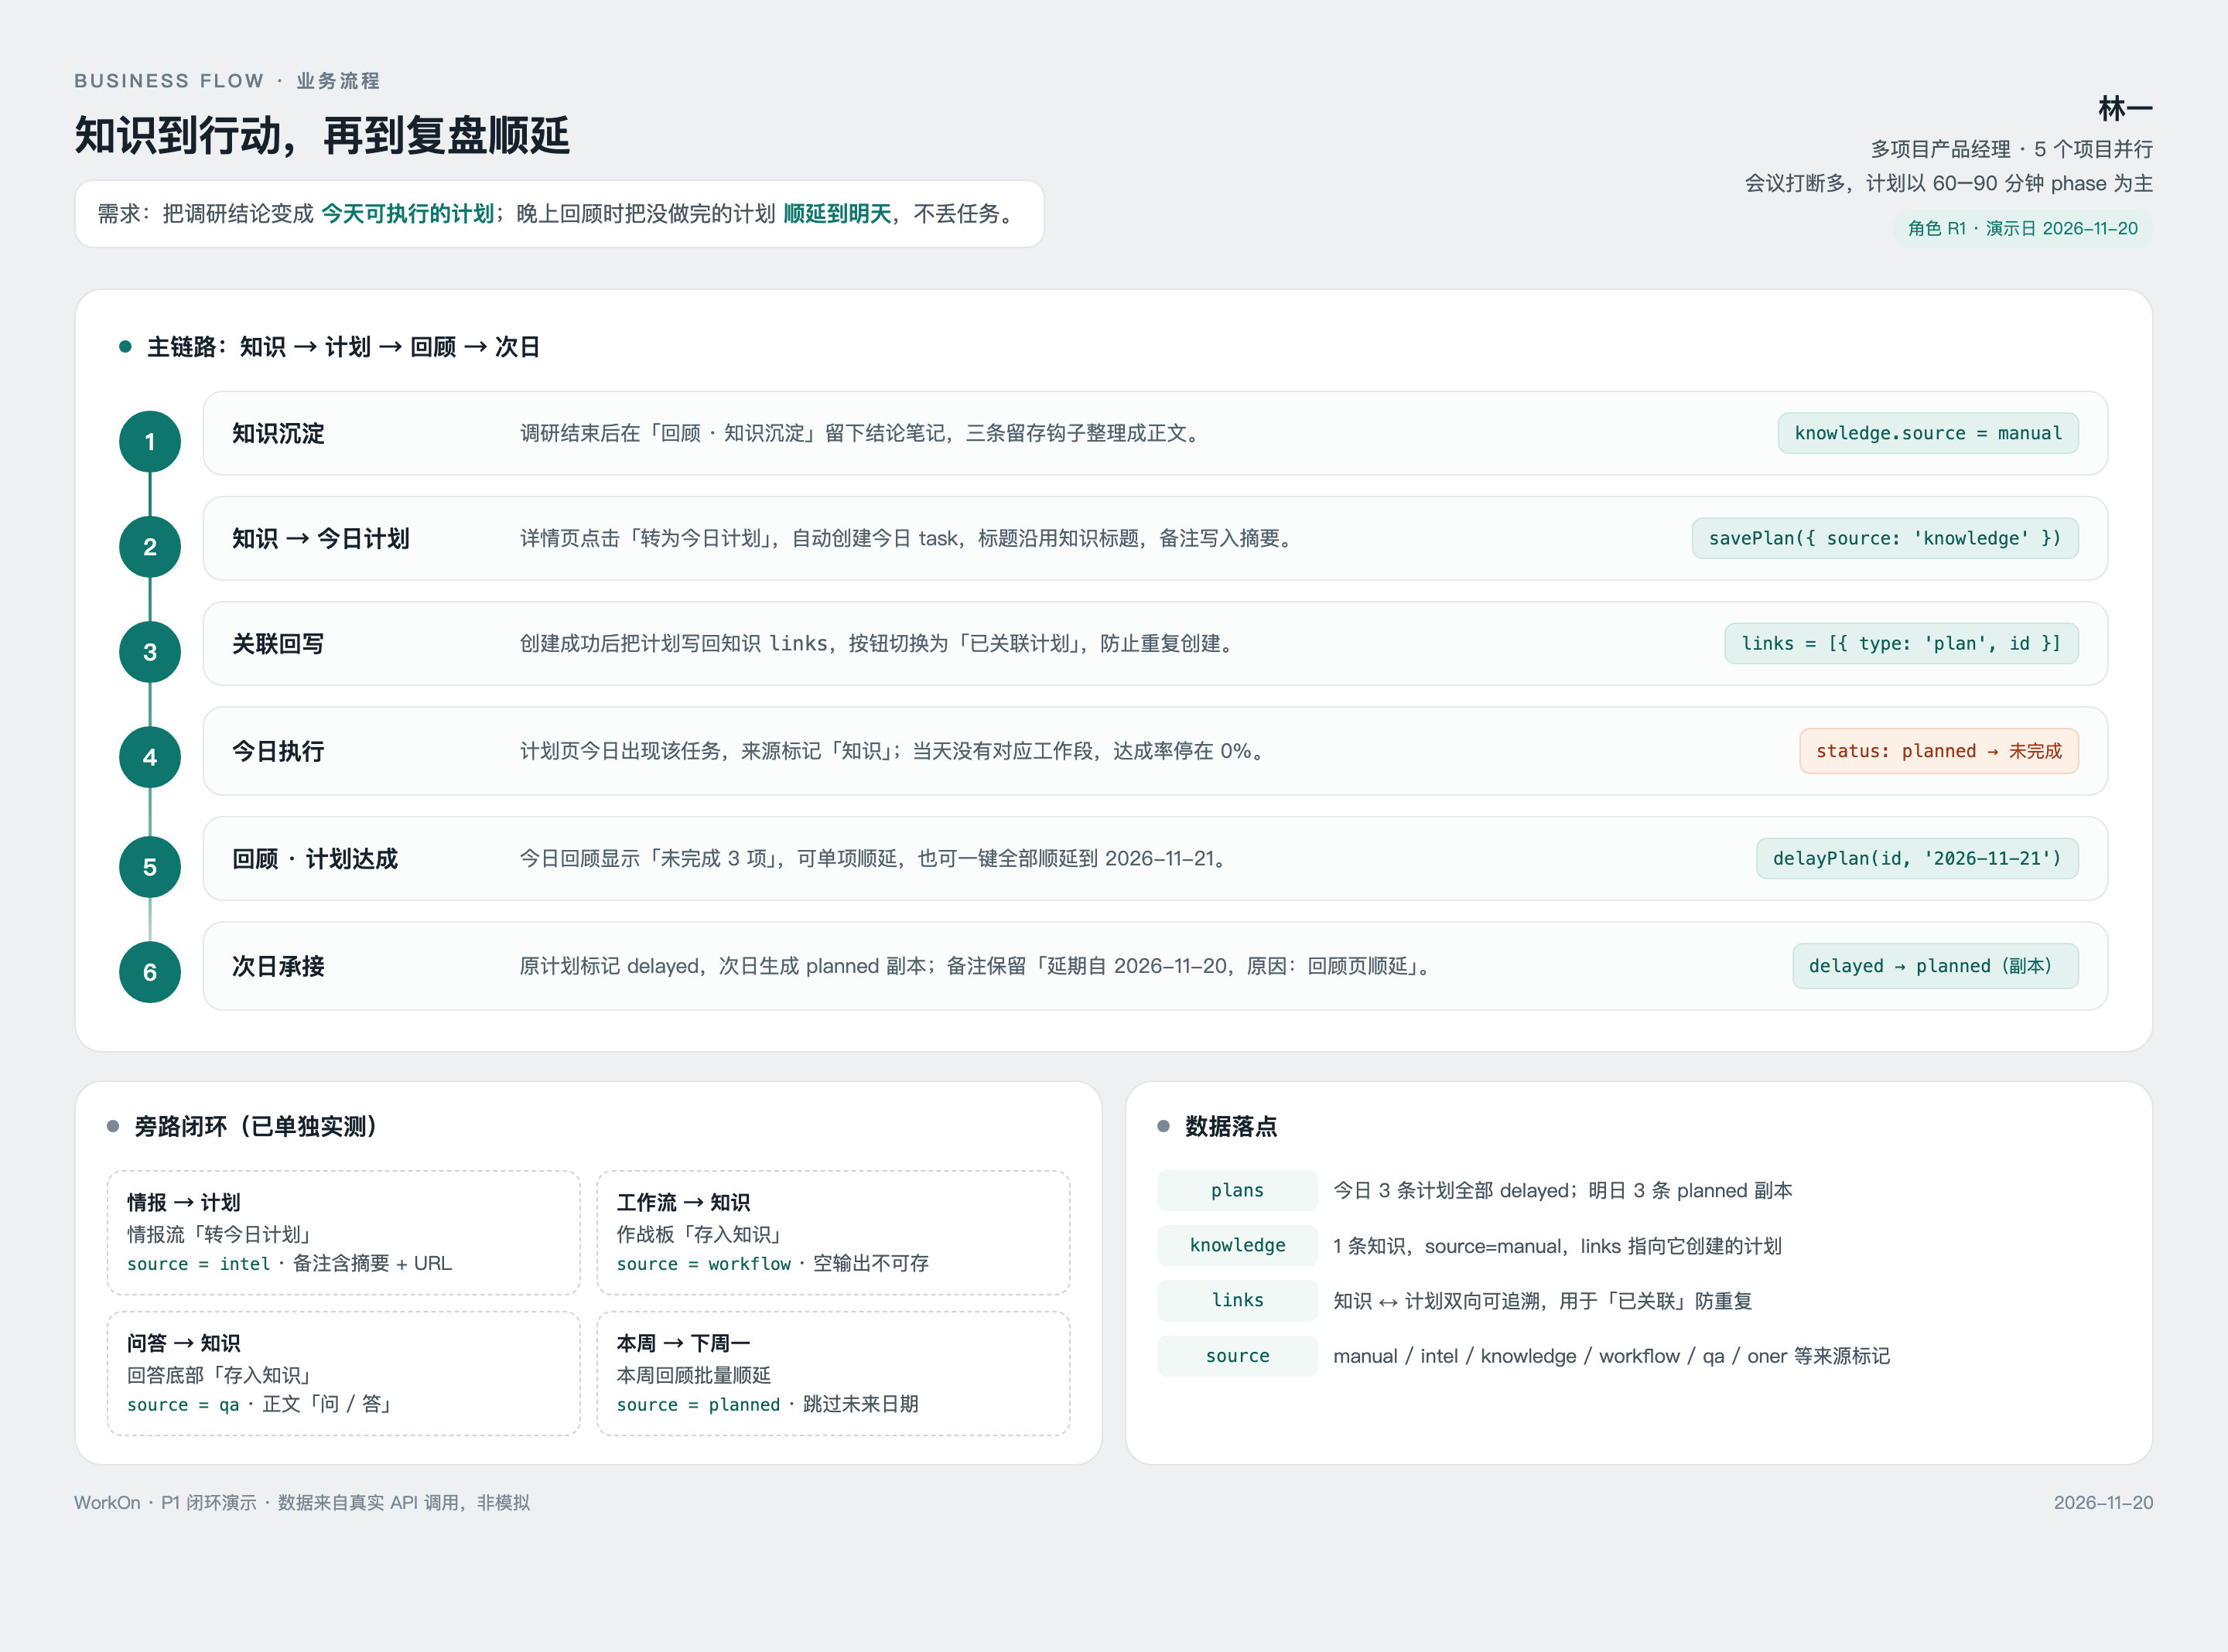 BUSINESS FLOW · 业务流程
知识到行动，再到复盘顺延
需求：把调研结论变成 今天可执行的计划；晚上回顾时把没做完的计划 顺延到明天，不丢任务。
林一
多项目产品经理 · 5 个项目并行
会议打断多，计划以 60–90 分钟 phase 为主
角色 R1 · 演示日 2026-11-20
主链路：知识 → 计划 → 回顾 → 次日
1
知识沉淀
调研结束后在「回顾 · 知识沉淀」留下结论笔记，三条留存钩子整理成正文。
knowledge.source = manual
2
知识 → 今日计划
详情页点击「转为今日计划」，自动创建今日 task，标题沿用知识标题，备注写入摘要。
savePlan({ source: 'knowledge' })
3
关联回写
创建成功后把计划写回知识 links，按钮切换为「已关联计划」，防止重复创建。
links = [{ type: 'plan', id }]
4
今日执行
计划页今日出现该任务，来源标记「知识」；当天没有对应工作段，达成率停在 0%。
status: planned → 未完成
5
回顾 · 计划达成
今日回顾显示「未完成 3 项」，可单项顺延，也可一键全部顺延到 2026-11-21。
delayPlan(id, '2026-11-21')
6
次日承接
原计划标记 delayed，次日生成 planned 副本；备注保留「延期自 2026-11-20，原因：回顾页顺延」。
delayed → planned（副本）
旁路闭环（已单独实测）
情报 → 计划
情报流「转今日计划」
source = intel · 备注含摘要 + URL
工作流 → 知识
作战板「存入知识」
source = workflow · 空输出不可存
问答 → 知识
回答底部「存入知识」
source = qa · 正文「问 / 答」
本周 → 下周一
本周回顾批量顺延
source = planned · 跳过未来日期
数据落点
plans
今日 3 条计划全部 delayed；明日 3 条 planned 副本
knowledge
1 条知识，source=manual，links 指向它创建的计划
links
知识 ↔ 计划双向可追溯，用于「已关联」防重复
source
manual / intel / knowledge / workflow / qa / oner 等来源标记
WorkOn · P1 闭环演示 · 数据来自真实 API 调用，非模拟
2026-11-20